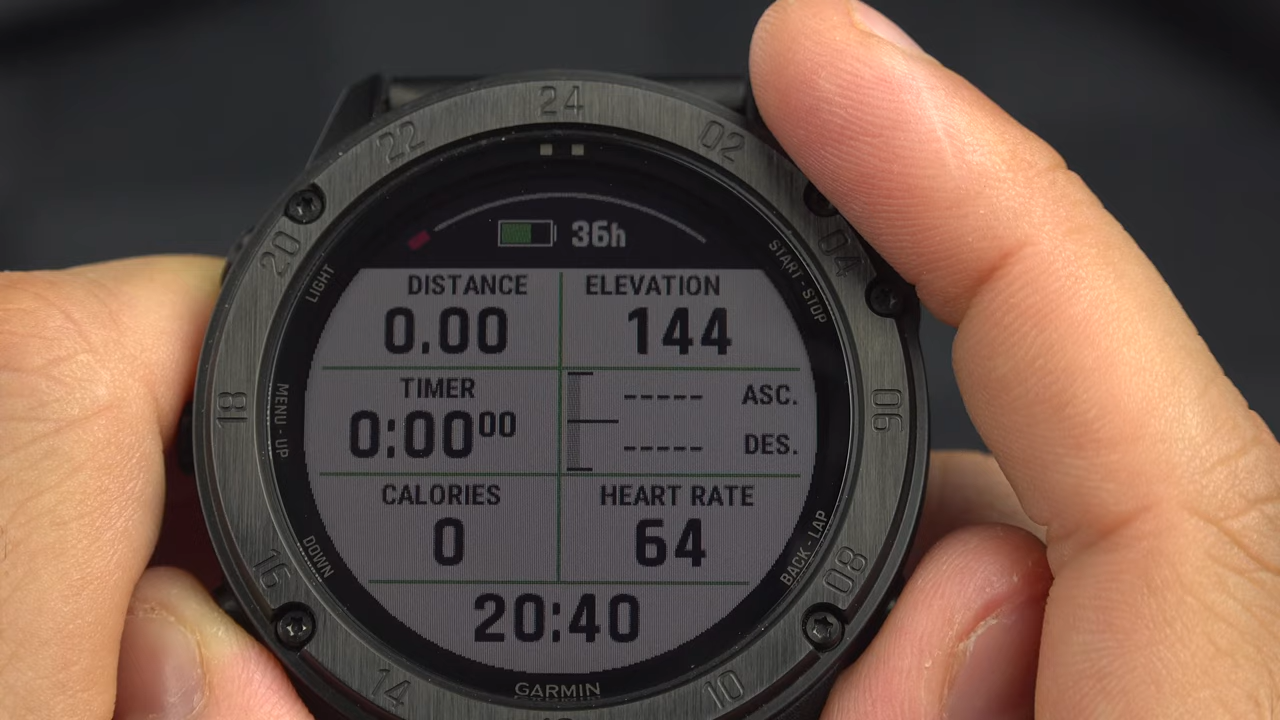 24
22
02
20
04
LIGHT
START-STOP
36h
DISTANCE
ELEVATION
0.00
144
18
06
MENU-UP
TIMER
0:00⁰⁰
----- ASC.
----- DES.
CALORIES
HEART RATE
0
64
DOWN
BACK-LAP
16
08
20:40
GARMIN
14
10